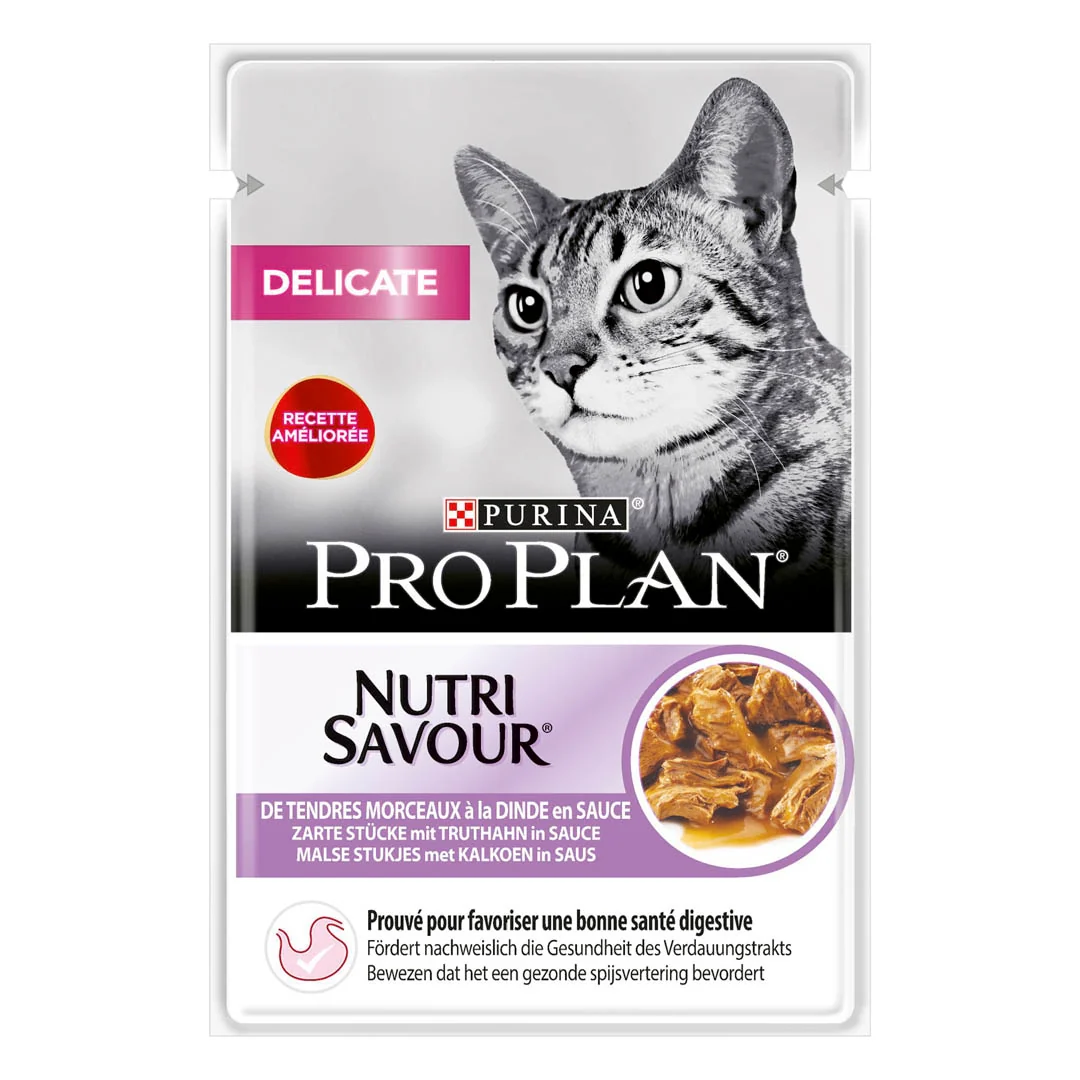 DELICATE
RECETTE
AMÉLIORÉE
PURINA®
PRO PLAN®
NUTRI
SAVOUR®
DE TENDRES MORCEAUX à la DINDE en SAUCE
ZARTE STÜCKE mit TRUTHAHN in SAUCE
MALSE STUKJES met KALKOEN in SAUS
Prouvé pour favoriser une bonne santé digestive
Fördert nachweislich die Gesundheit des Verdauungstrakts
Bewezen dat het een gezonde spijsvertering bevordert